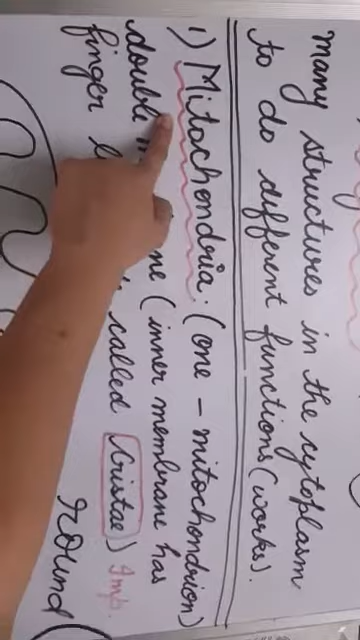 many structures in the cytoplasm
to do different functions (works).
1) Mitochondria. (one - mitochondrion)
double (inner membrane has
finger called Cristae) Imp.
round